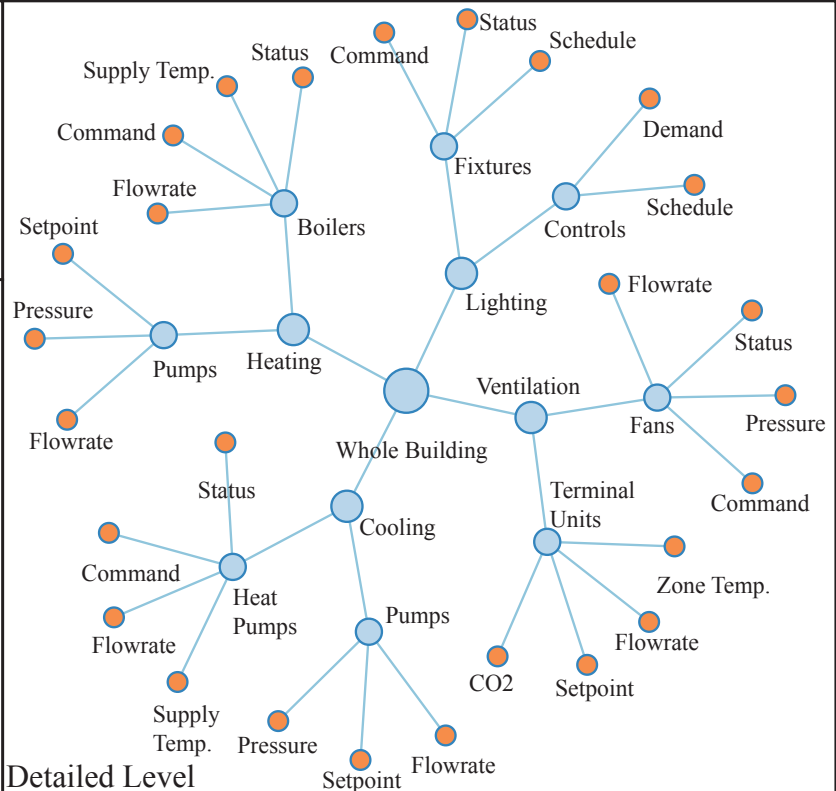 Status
Command
Schedule
Status
Supply Temp.
Demand
Command
Fixtures
Flowrate
Schedule
Setpoint
Boilers
Controls
Flowrate
Lighting
Pressure
Status
Heating
Pumps
Ventilation
Pressure
Fans
Flowrate
Whole Building
Status
Terminal
Units
Command
Cooling
Command
Zone Temp.
Heat
Pumps
Pumps
Flowrate
Flowrate
CO2
Setpoint
Supply
Temp.
Pressure
Flowrate
Setpoint
Detailed Level